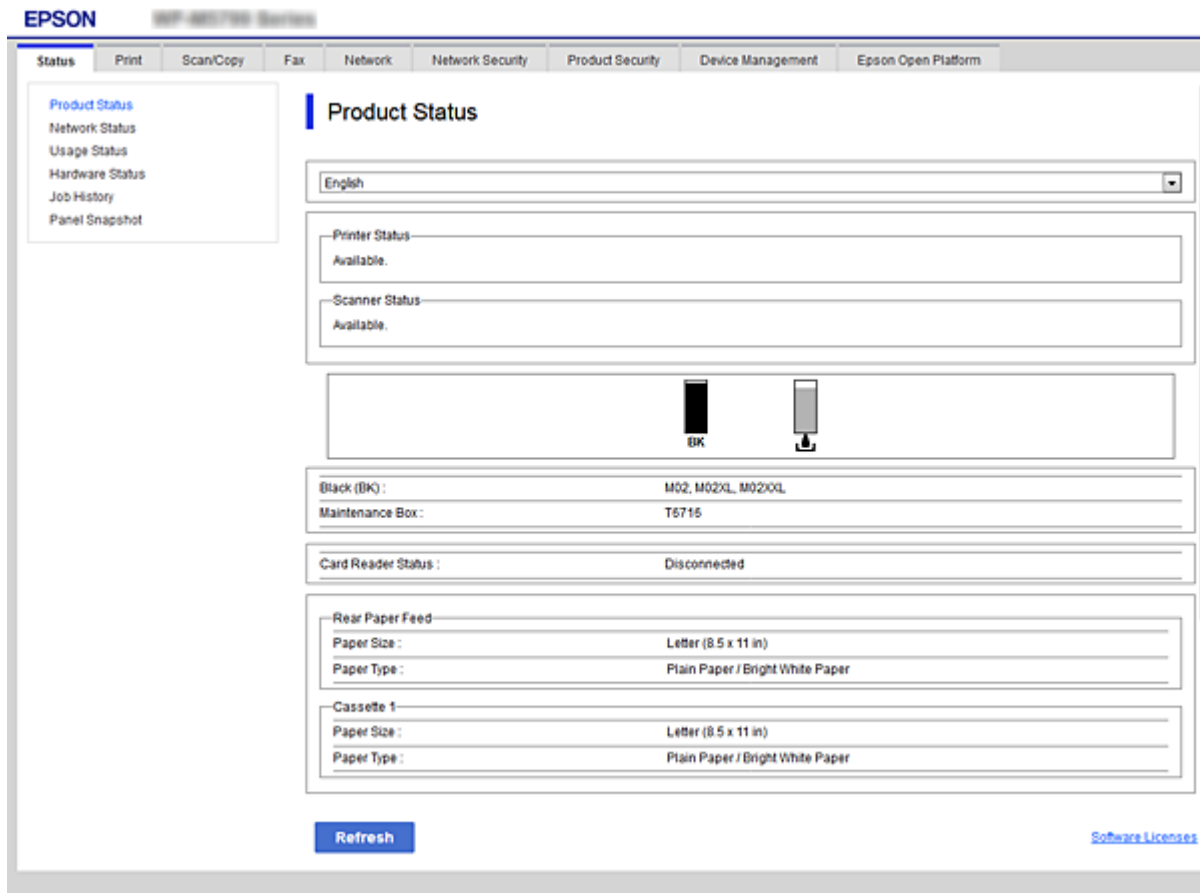 EPSON
Status Print Scan/Copy Fax Network Network Security Product Security Device Management Epson Open Platform
Product Status
Network Status
Usage Status
Hardware Status
Job History
Panel Snapshot
Product Status
English
Printer Status
Available.
Scanner Status
Available.
BK
Black (BK) : M02, M02XL, M02XXL
Maintenance Box : T6716
Card Reader Status : Disconnected
Rear Paper Feed
Paper Size : Letter (8.5 x 11 in)
Paper Type : Plain Paper / Bright White Paper
Cassette 1
Paper Size : Letter (8.5 x 11 in)
Paper Type : Plain Paper / Bright White Paper
Refresh
Software Licenses